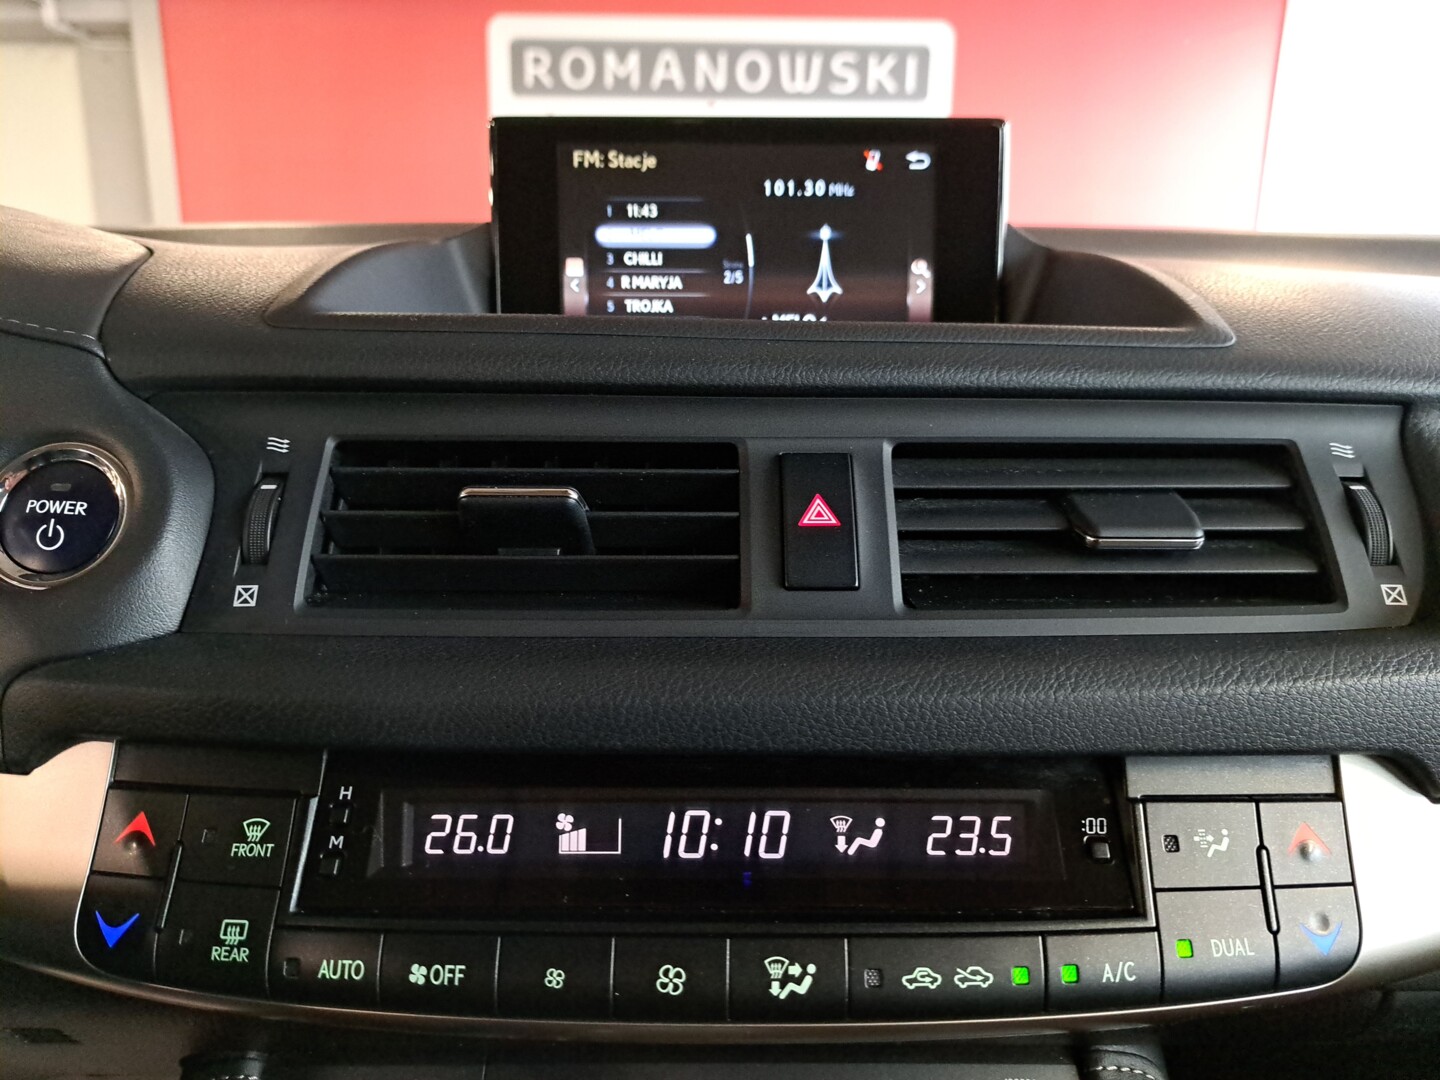 ROMANOWSKI
FM: Stacje
101.30 MHz
1 11:43
3 CHILLI
4 R MARYJA
2/5
5 TROJKA
POWER
H
M
26.0
10:10
23.5
:00
FRONT
REAR
AUTO
OFF
A/C
DUAL